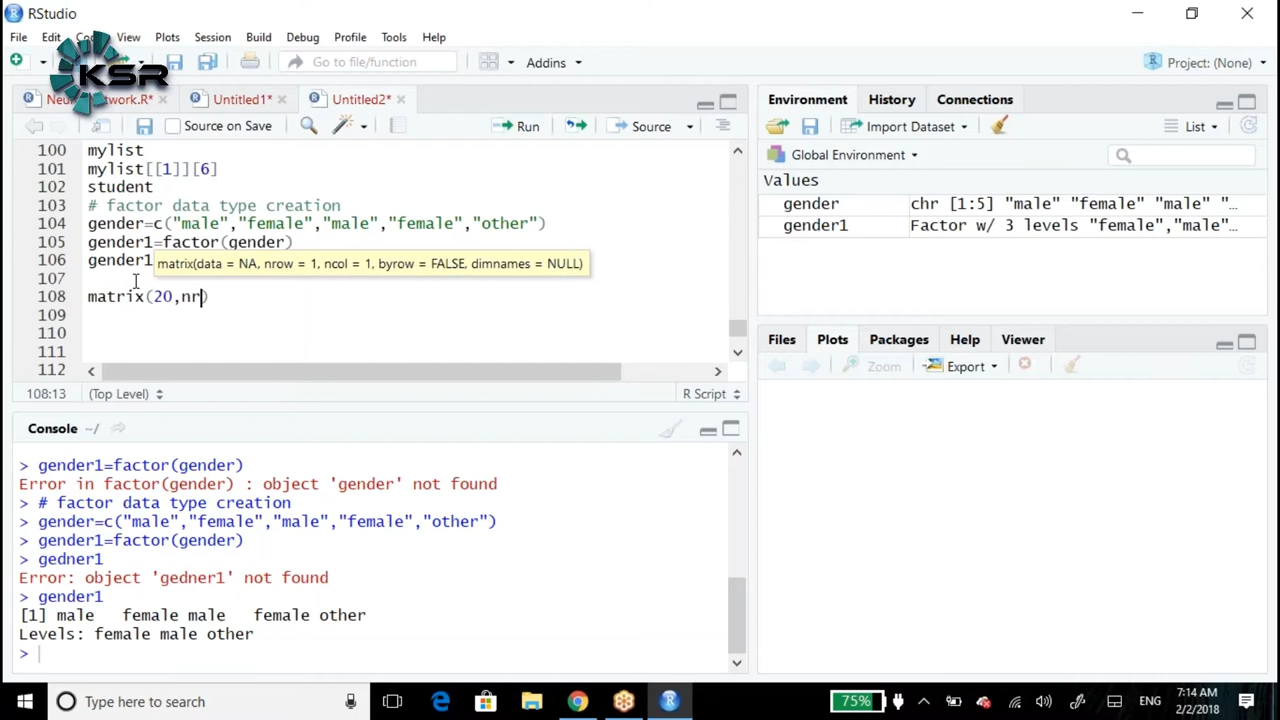 RStudio
File Edit Code View Plots Session Build Debug Profile Tools Help
KSR
Go to file/function
Addins
Project: (None)
Network.R*
Untitled1*
Untitled2*
Source on Save
Run
Source
100 mylist
101 mylist[[1]][6]
102 student
103 # factor data type creation
104 gender=c("male","female","male","female","other")
105 gender1=factor(gender)
106 gender1
matrix(data = NA, nrow = 1, ncol = 1, byrow = FALSE, dimnames = NULL)
107
108 matrix(20,nr)
109
110
111
112
108:13
(Top Level)
R Script
Console ~/
> gender1=factor(gender)
Error in factor(gender) : object 'gender' not found
> # factor data type creation
> gender=c("male","female","male","female","other")
> gender1=factor(gender)
> gedner1
Error: object 'gedner1' not found
> gender1
[1] male female male female other
Levels: female male other
>
Environment History Connections
Import Dataset
List
Global Environment
Values
gender chr [1:5] "male" "female" "male" "…
gender1 Factor w/ 3 levels "female","male"…
Files Plots Packages Help Viewer
Zoom
Export
Type here to search
75%
ENG
7:14 AM
2/2/2018